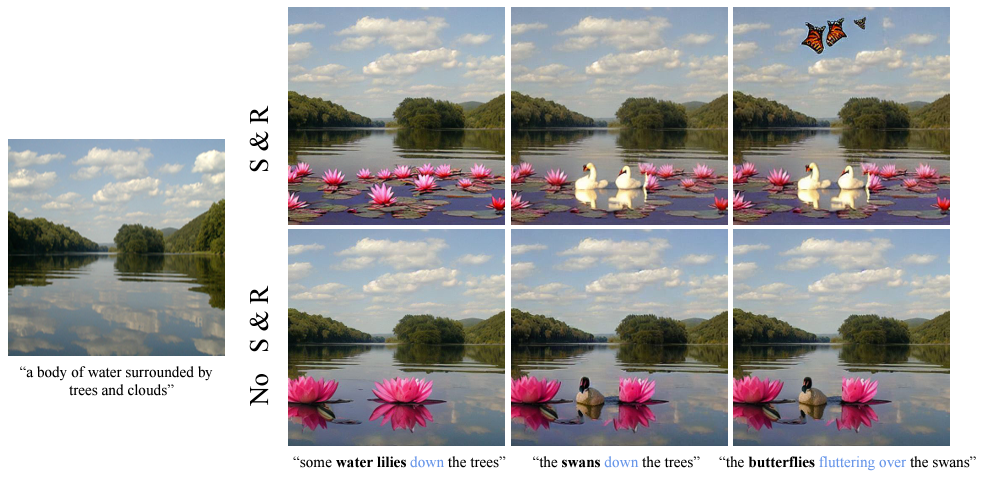 S & R
No S & R
“a body of water surrounded by
trees and clouds”
“some water lilies down the trees”
“the swans down the trees”
“the butterflies fluttering over the swans”